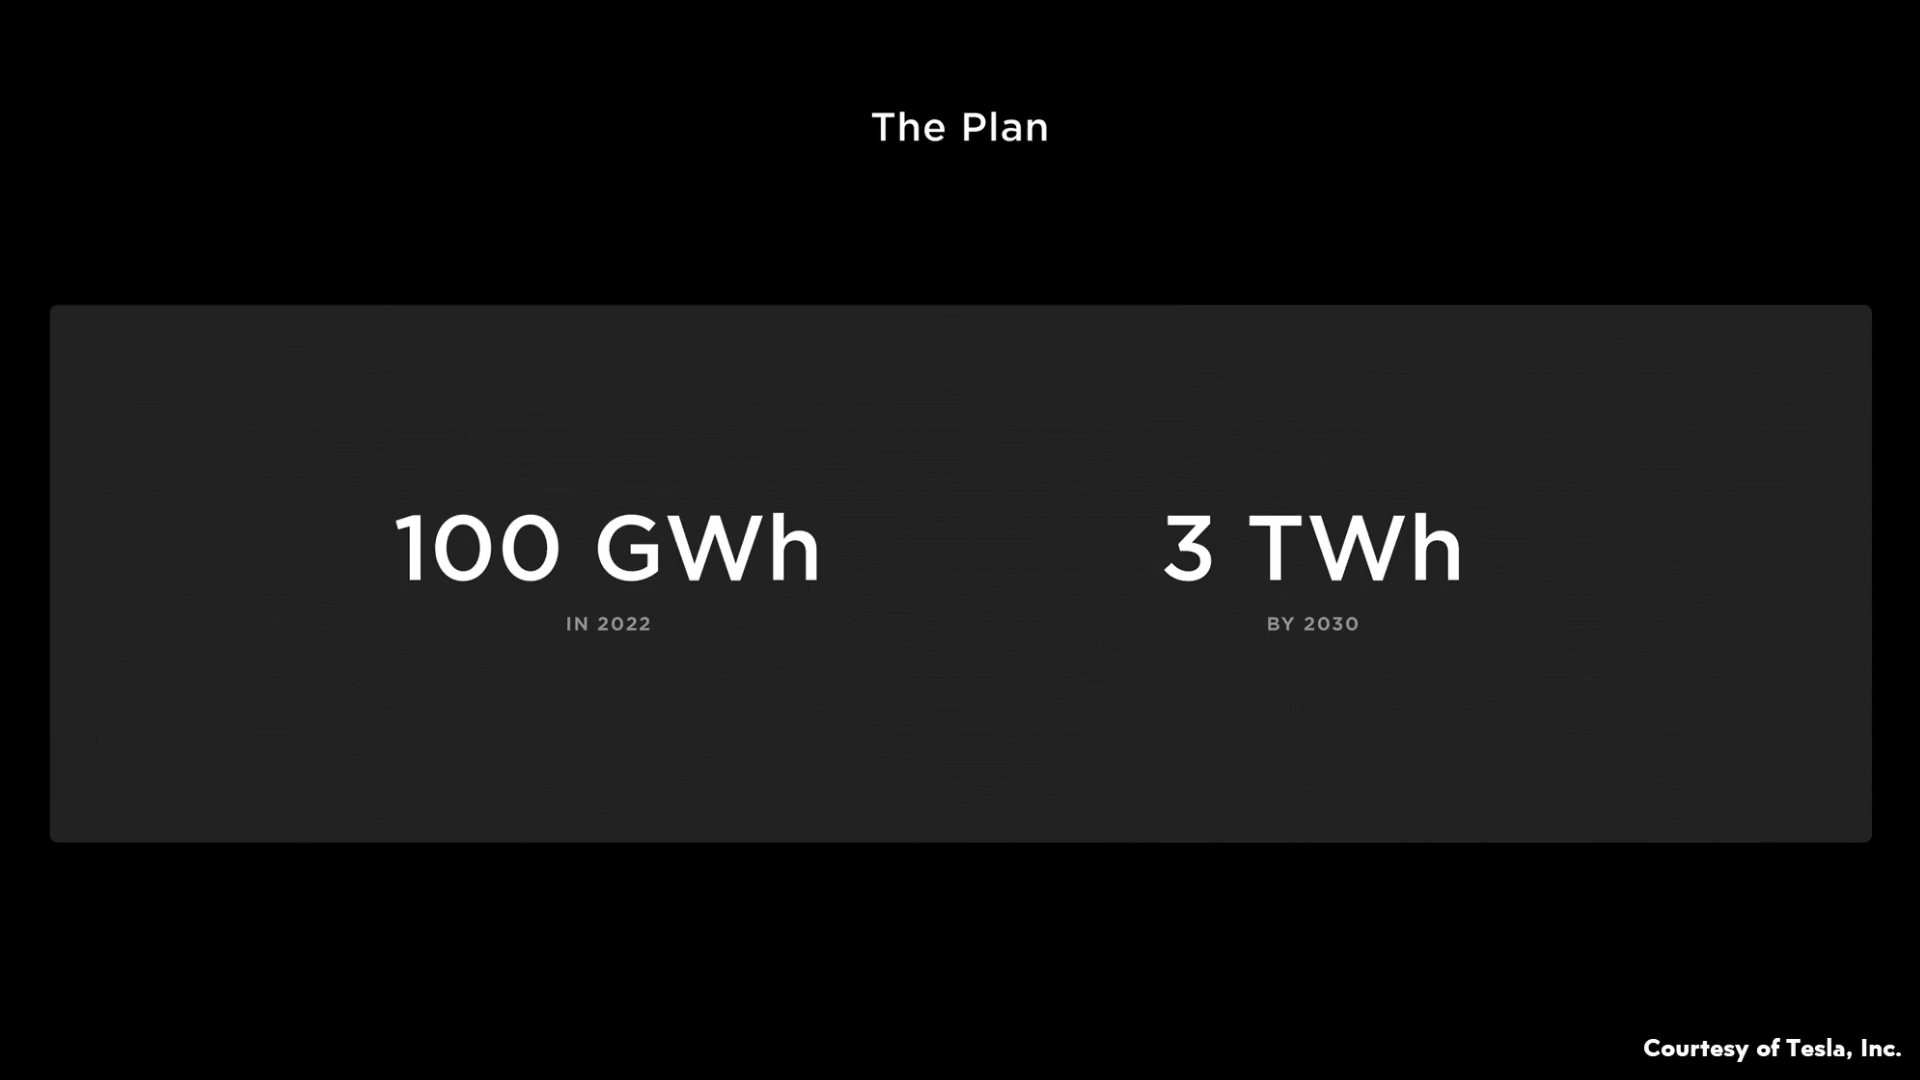 The Plan
100 GWh
IN 2022
3 TWh
BY 2030
Courtesy of Tesla, Inc.